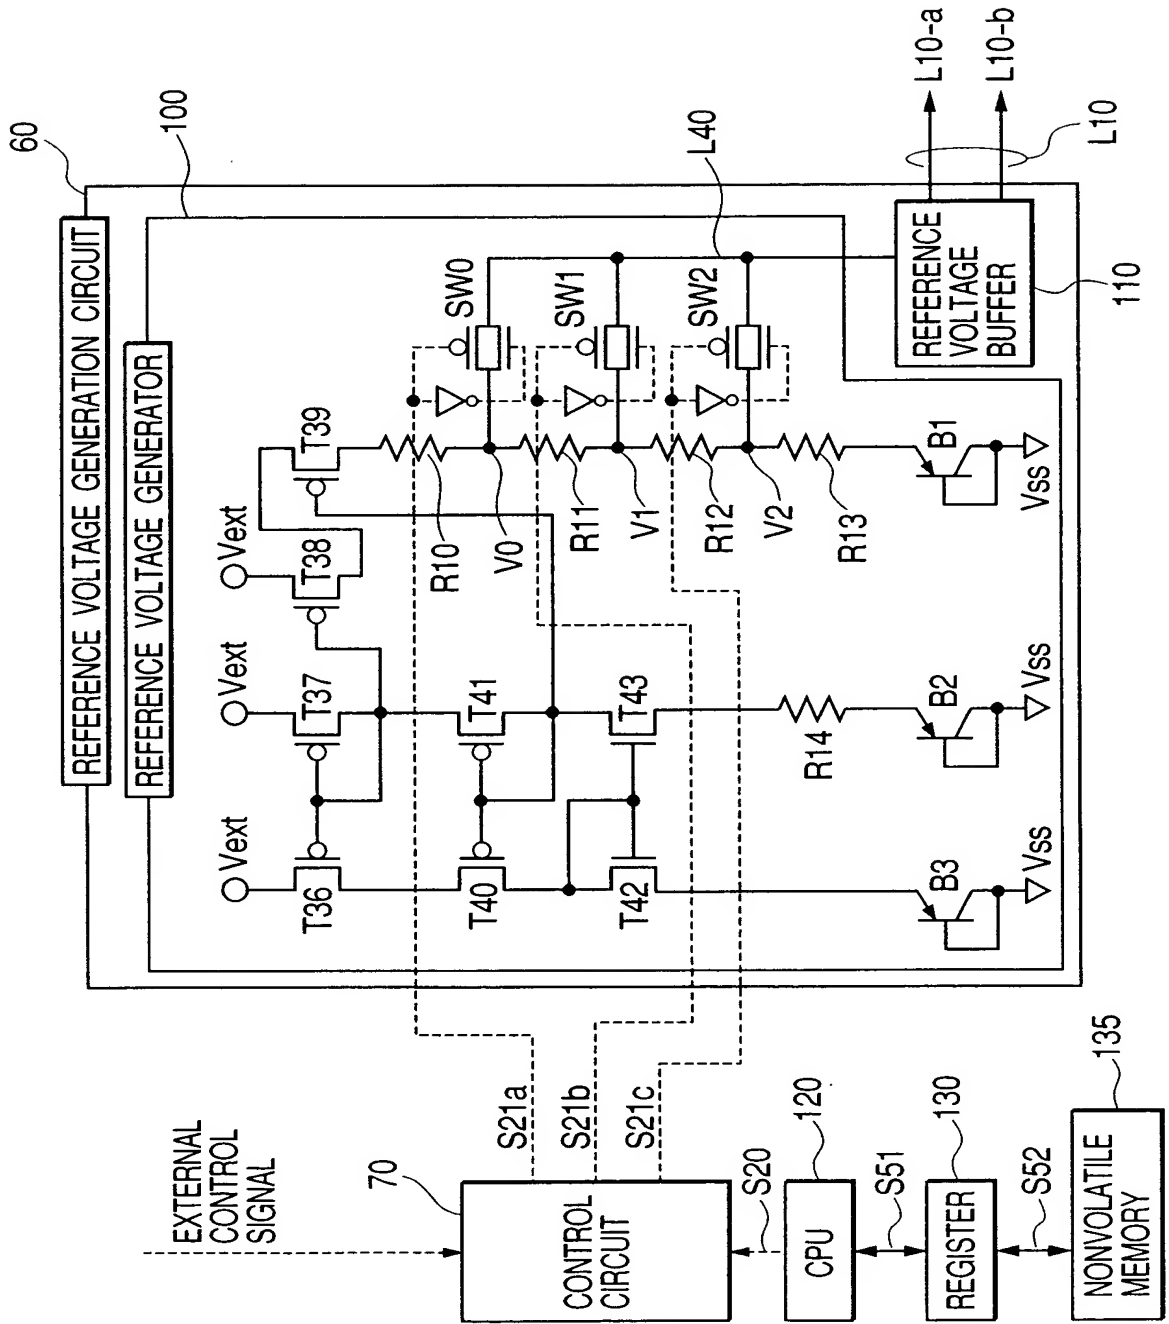 60
REFERENCE VOLTAGE GENERATION CIRCUIT
100
REFERENCE VOLTAGE GENERATOR
Vext
Vext
Vext
T36
T37
T38
T39
T40
T41
T42
T43
R10
V0
R11
V1
R12
V2
R13
R14
SW0
SW1
SW2
L40
B3
B2
B1
Vss
Vss
Vss
REFERENCE
VOLTAGE
BUFFER
110
L10-a
L10-b
L10
EXTERNAL
CONTROL
SIGNAL
70
CONTROL
CIRCUIT
S21a
S21b
S21c
S20
CPU
120
S51
REGISTER
130
S52
NONVOLATILE
MEMORY
135